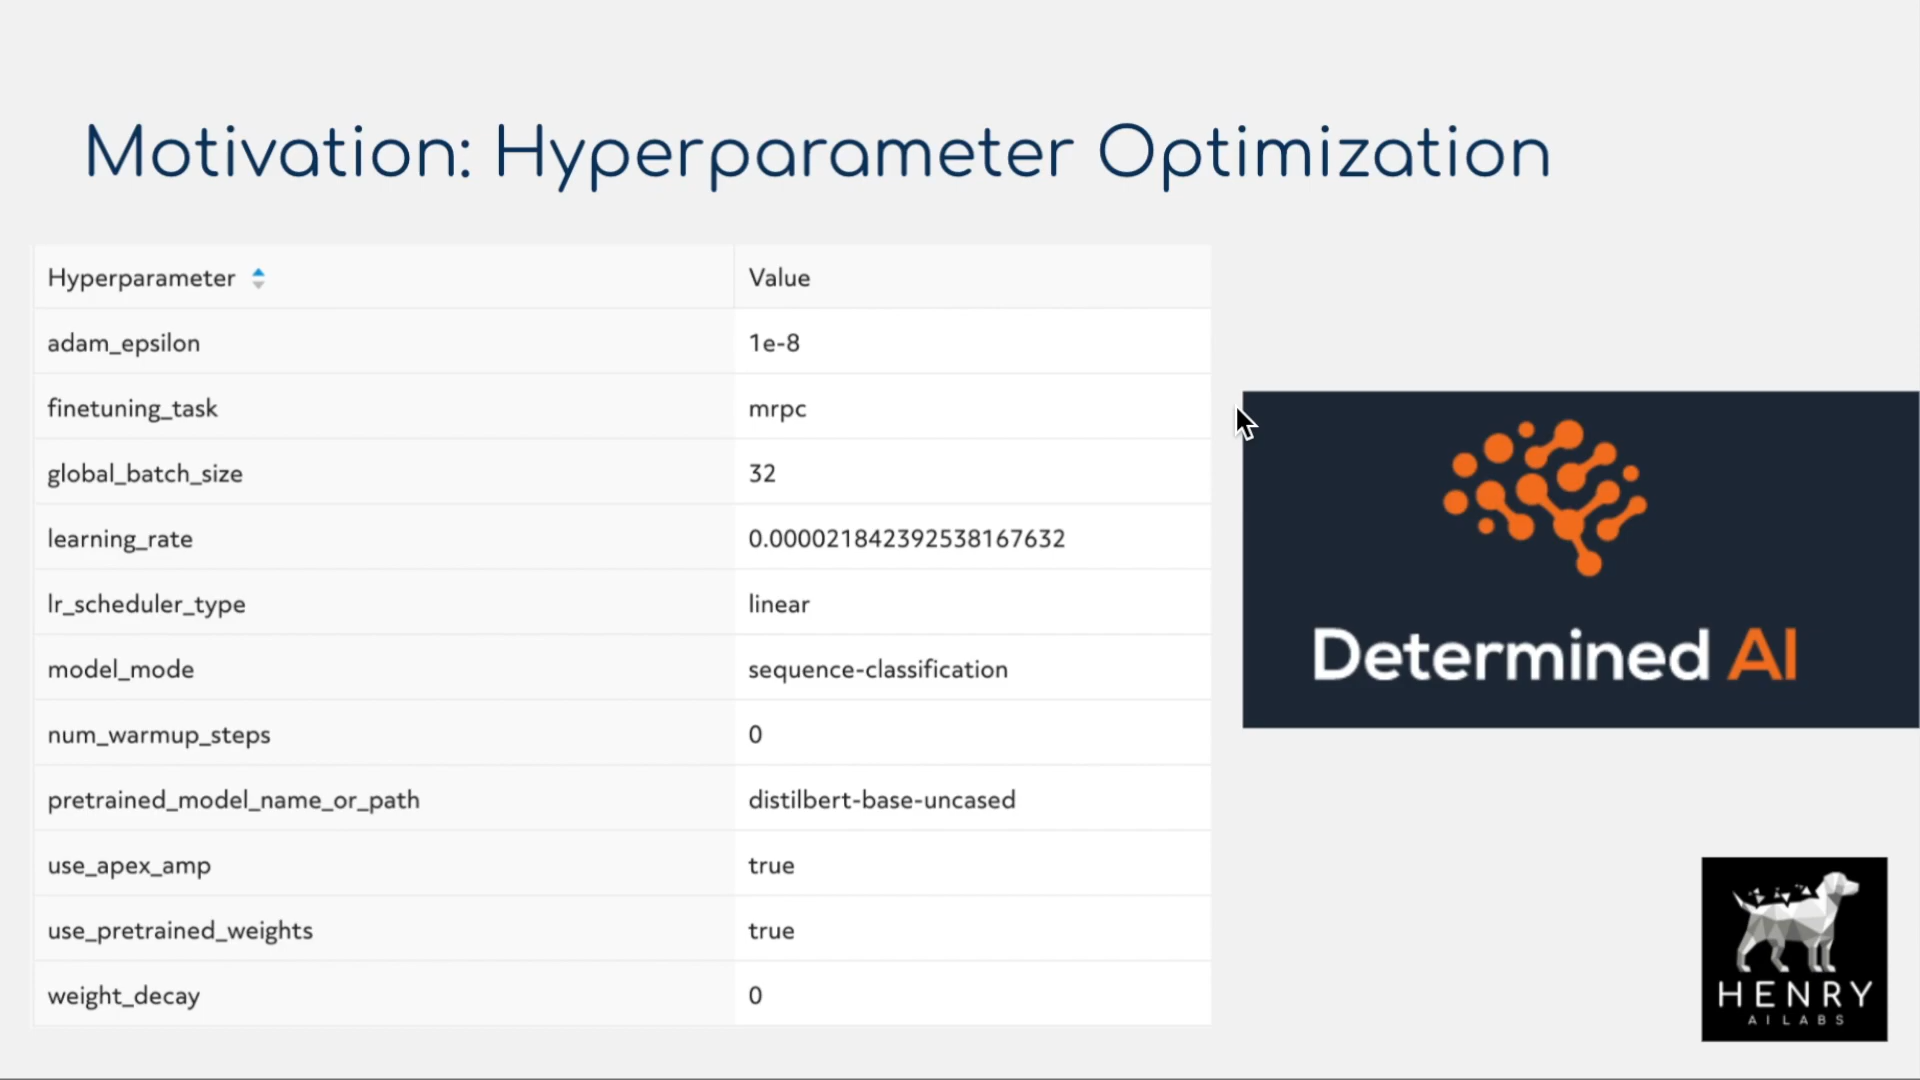 Motivation: Hyperparameter Optimization
Hyperparameter Value
adam_epsilon 1e-8
finetuning_task mrpc
global_batch_size 32
learning_rate 0.000021842392538167632
lr_scheduler_type linear
model_mode sequence-classification
num_warmup_steps 0
pretrained_model_name_or_path distilbert-base-uncased
use_apex_amp true
use_pretrained_weights true
weight_decay 0
Determined AI
HENRY
AI LABS